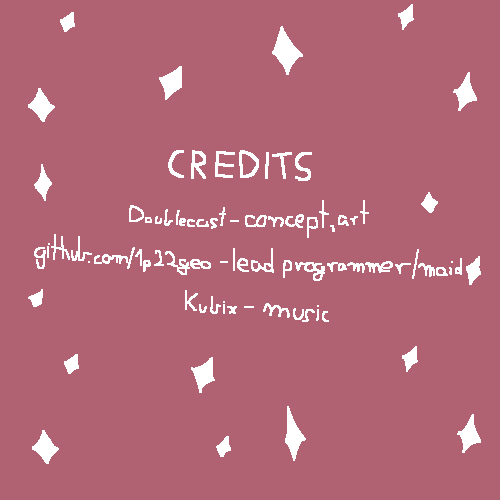 CREDITS
Doublecast - concept, art
github.com/1p22geo - lead programmer/maid
Kubix - music